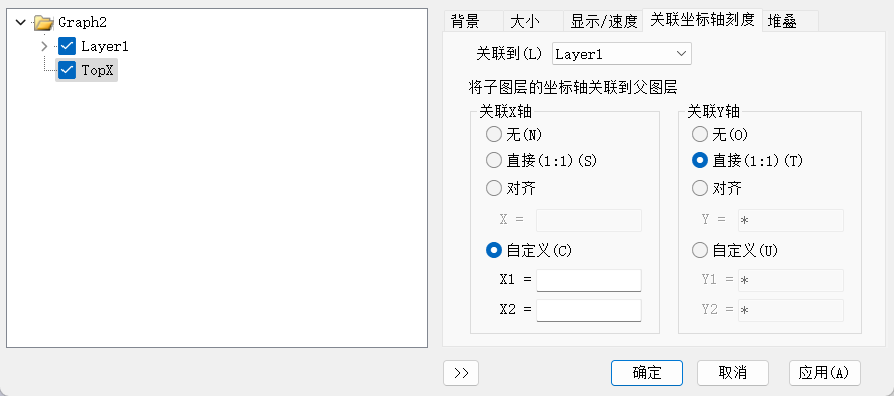 Graph2
Layer1
TopX
背景 大小 显示/速度 关联坐标轴刻度 堆叠
关联到(L) Layer1
将子图层的坐标轴关联到父图层
关联X轴
无(N)
直接(1:1)(S)
对齐
X =
自定义(C)
X1 =
X2 =
关联Y轴
无(O)
直接(1:1)(T)
对齐
Y = *
自定义(U)
Y1 = *
Y2 = *
>> 确定 取消 应用(A)